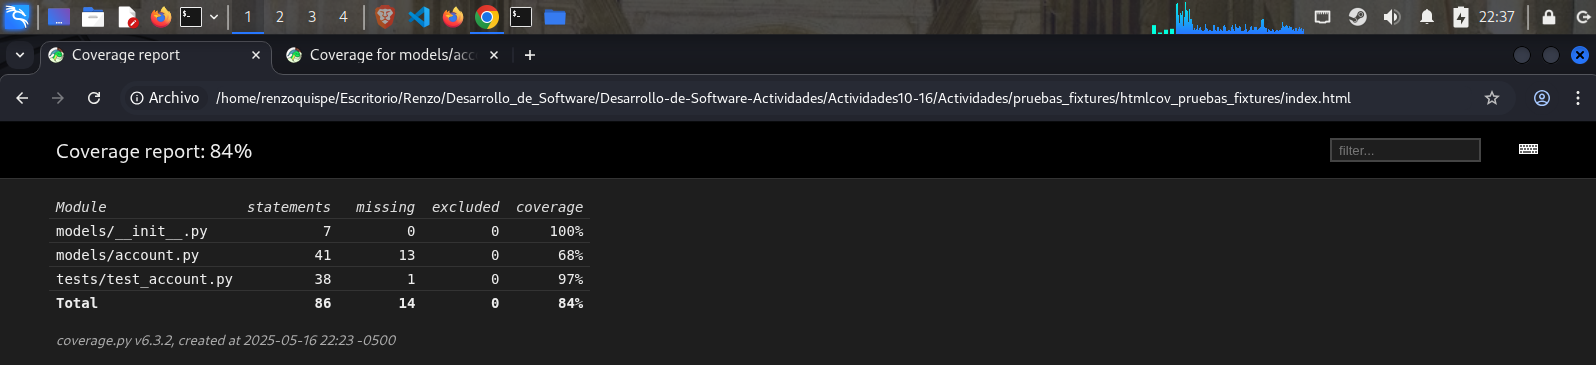 1 2 3 4 22:37
Coverage report Coverage for models/acc
Archivo /home/renzoquispe/Escritorio/Renzo/Desarrollo_de_Software/Desarrollo-de-Software-Actividades/Actividades10-16/Actividades/pruebas_fixtures/htmlcov_pruebas_fixtures/index.html
Coverage report: 84% filter...
Module statements missing excluded coverage
models/__init__.py 7 0 0 100%
models/account.py 41 13 0 68%
tests/test_account.py 38 1 0 97%
Total 86 14 0 84%
coverage.py v6.3.2, created at 2025-05-16 22:23 -0500